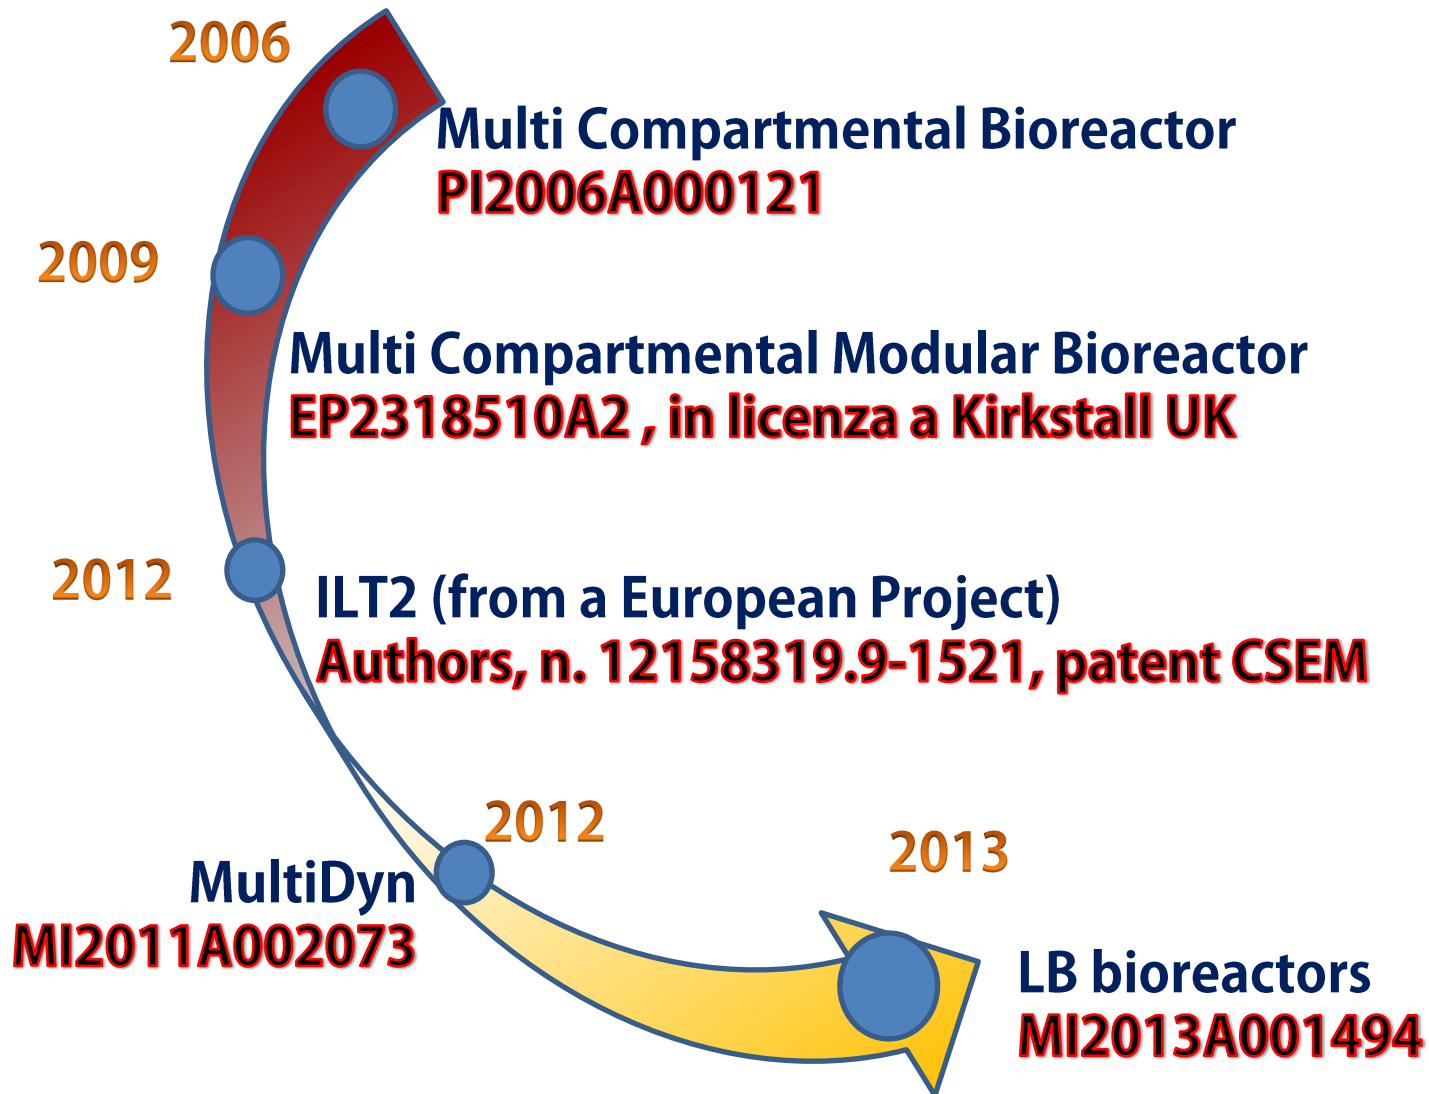 2006
Multi Compartmental Bioreactor
PI2006A000121
2009
Multi Compartmental Modular Bioreactor
EP2318510A2 , in licenza a Kirkstall UK
2012
ILT2 (from a European Project)
Authors, n. 12158319.9-1521, patent CSEM
2012
MultiDyn
MI2011A002073
2013
LB bioreactors
MI2013A001494